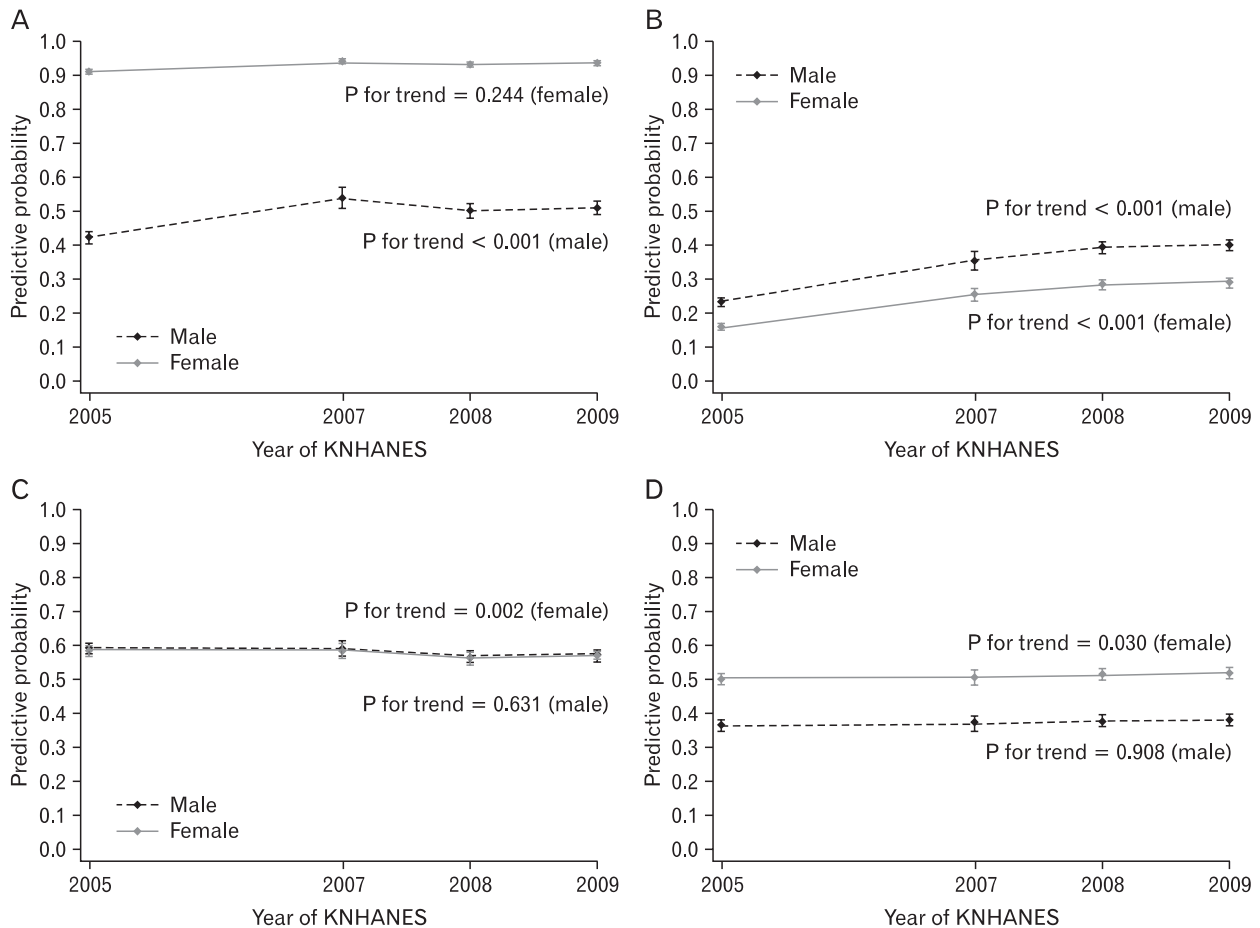 A
Predictive probability
1.0
0.9
0.8
0.7
0.6
0.5
0.4
0.3
0.2
0.1
0.0
P for trend = 0.244 (female)
P for trend < 0.001 (male)
Male
Female
2005
2007
2008
2009
Year of KNHANES
B
Predictive probability
1.0
0.9
0.8
0.7
0.6
0.5
0.4
0.3
0.2
0.1
0.0
Male
Female
P for trend < 0.001 (male)
P for trend < 0.001 (female)
2005
2007
2008
2009
Year of KNHANES
C
Predictive probability
1.0
0.9
0.8
0.7
0.6
0.5
0.4
0.3
0.2
0.1
0.0
P for trend = 0.002 (female)
P for trend = 0.631 (male)
Male
Female
2005
2007
2008
2009
Year of KNHANES
D
Predictive probability
1.0
0.9
0.8
0.7
0.6
0.5
0.4
0.3
0.2
0.1
0.0
Male
Female
P for trend = 0.030 (female)
P for trend = 0.908 (male)
2005
2007
2008
2009
Year of KNHANES